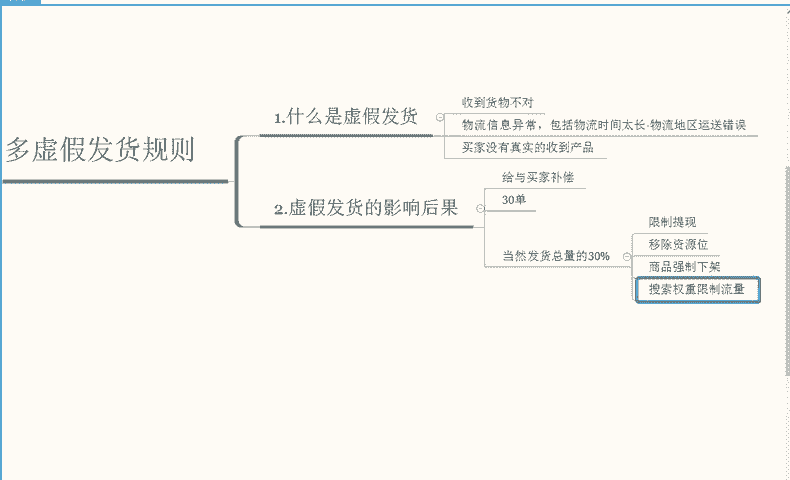 多虚假发货规则
1.什么是虚假发货
收到货物不对
物流信息异常，包括物流时间太长-物流地区运送错误
买家没有真实的收到产品
2.虚假发货的影响后果
给与买家补偿
30单
当然发货总量的30%
限制提现
移除资源位
商品强制下架
搜索权重限制流量